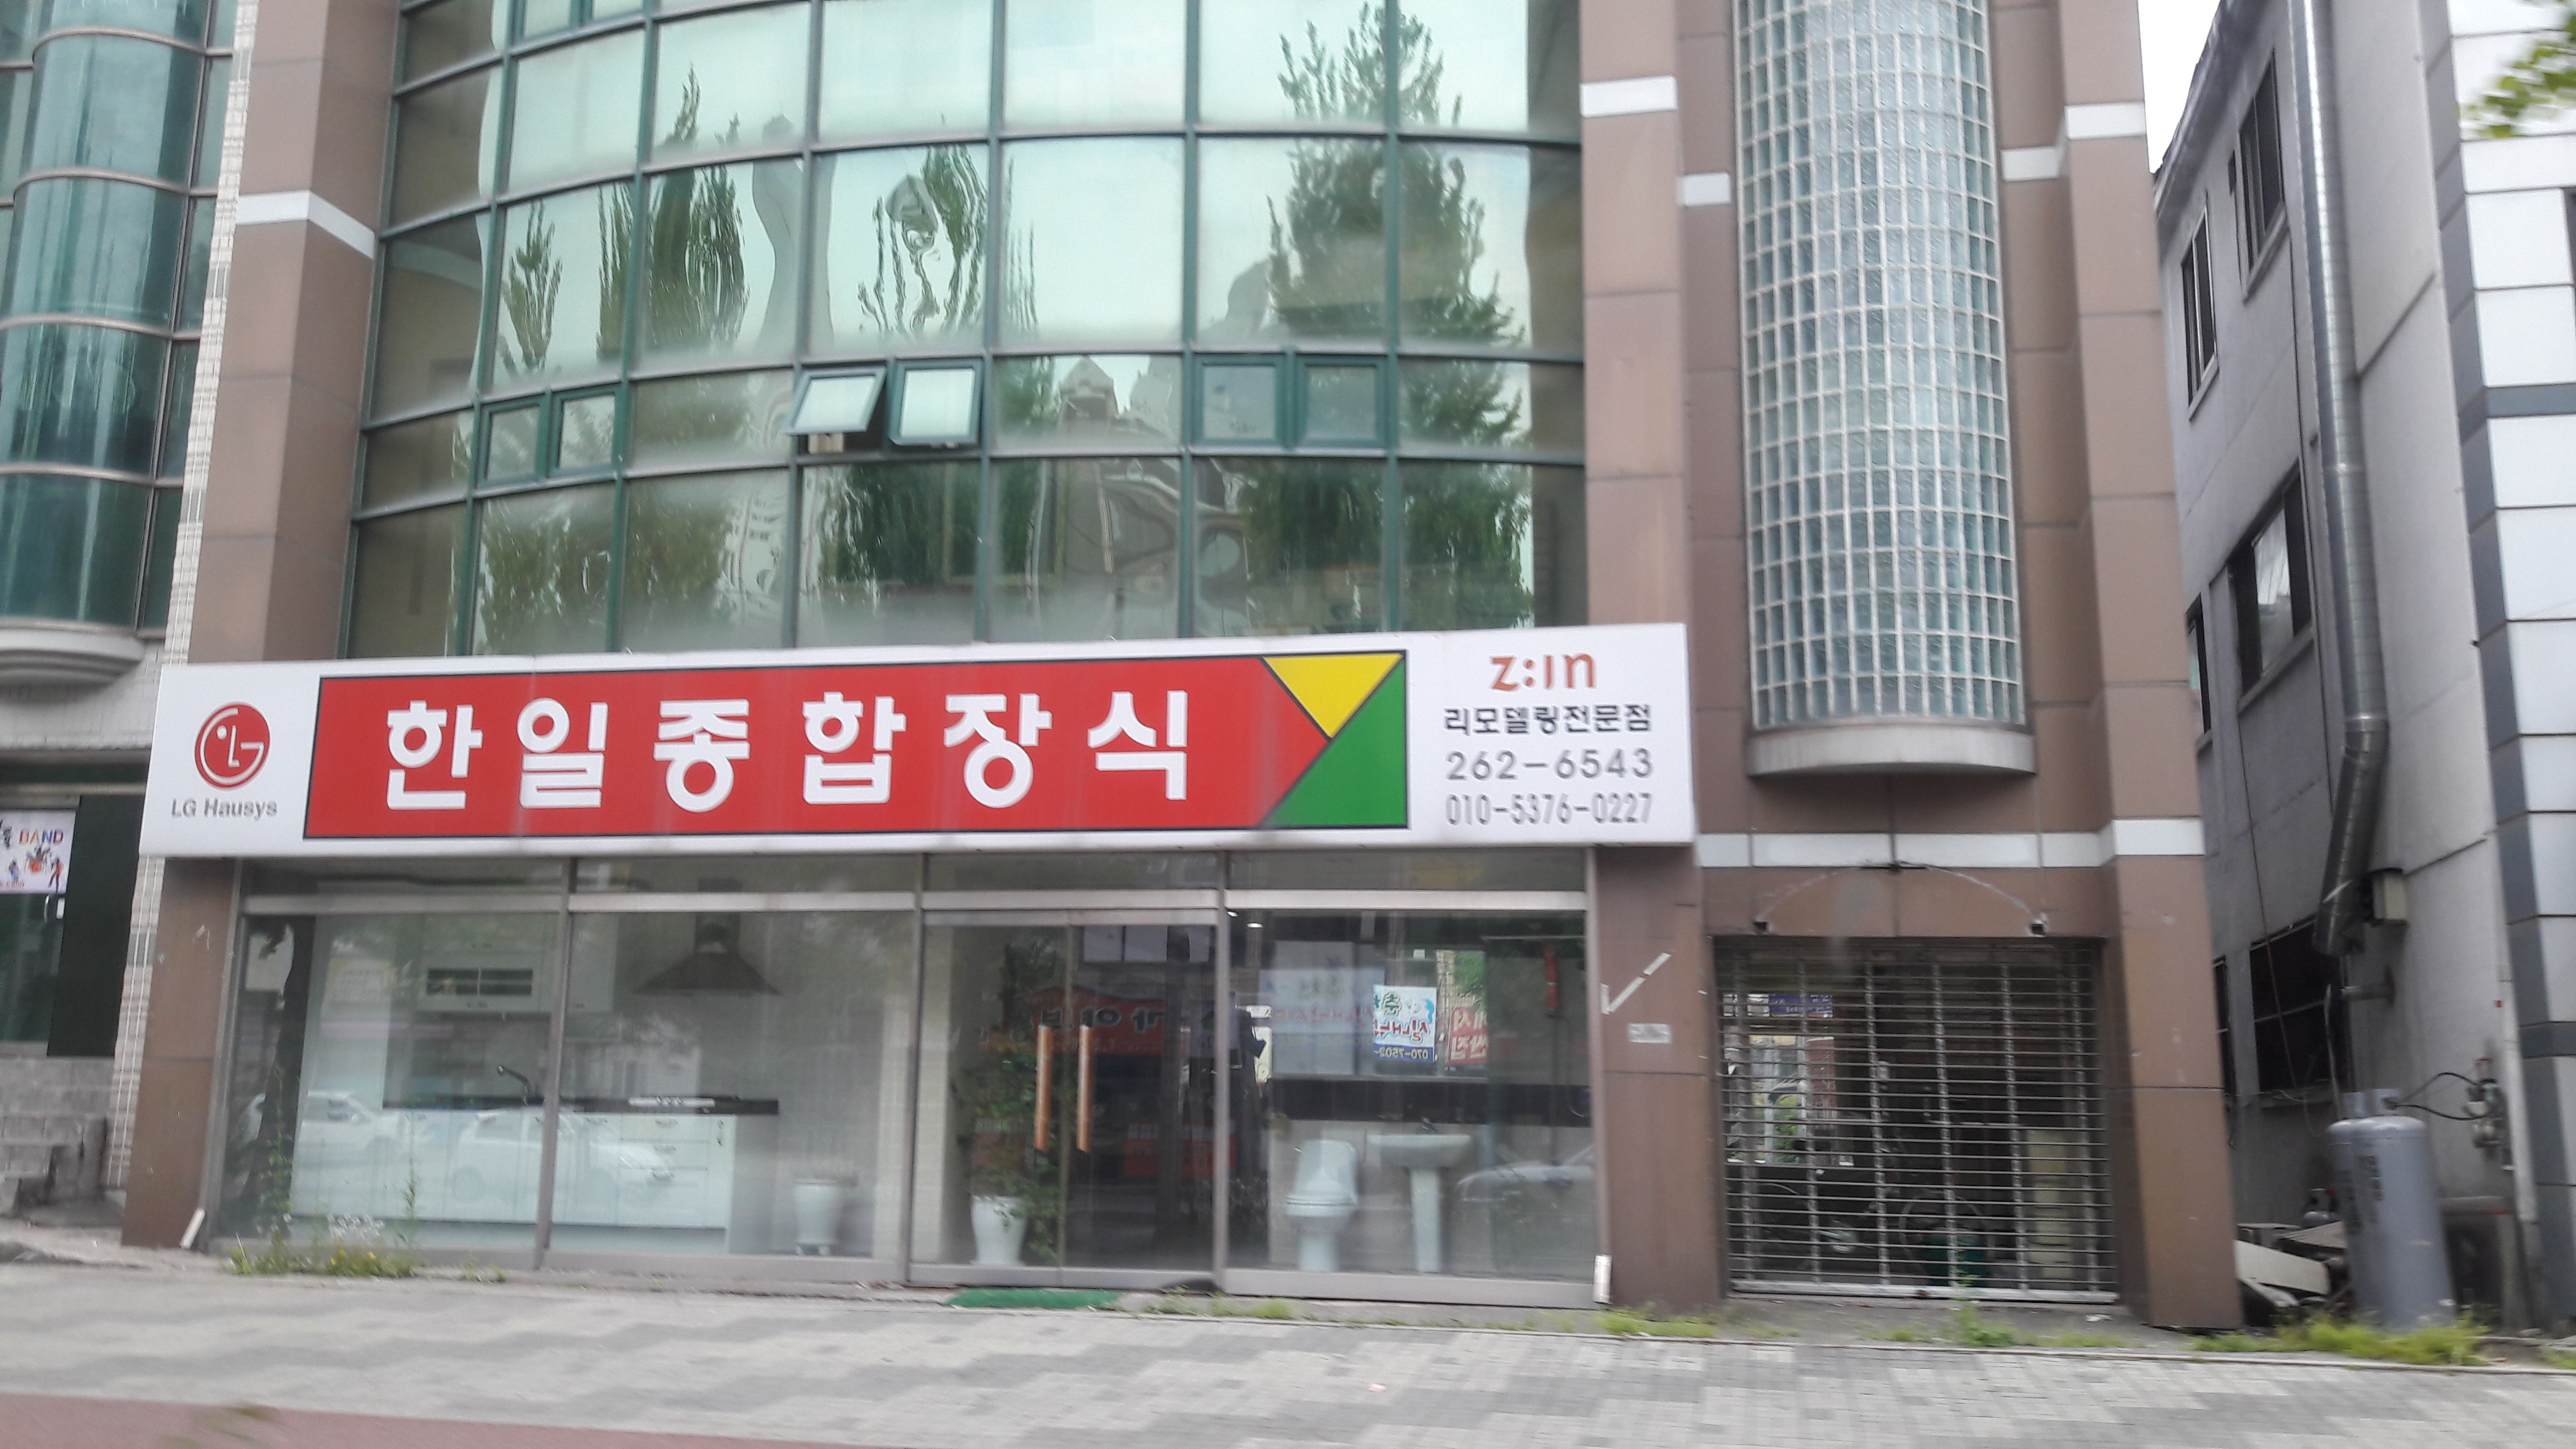 LG Hausys
한일종합장식
z:in
리모델링전문점
262-6543
010-5376-0227
BAND